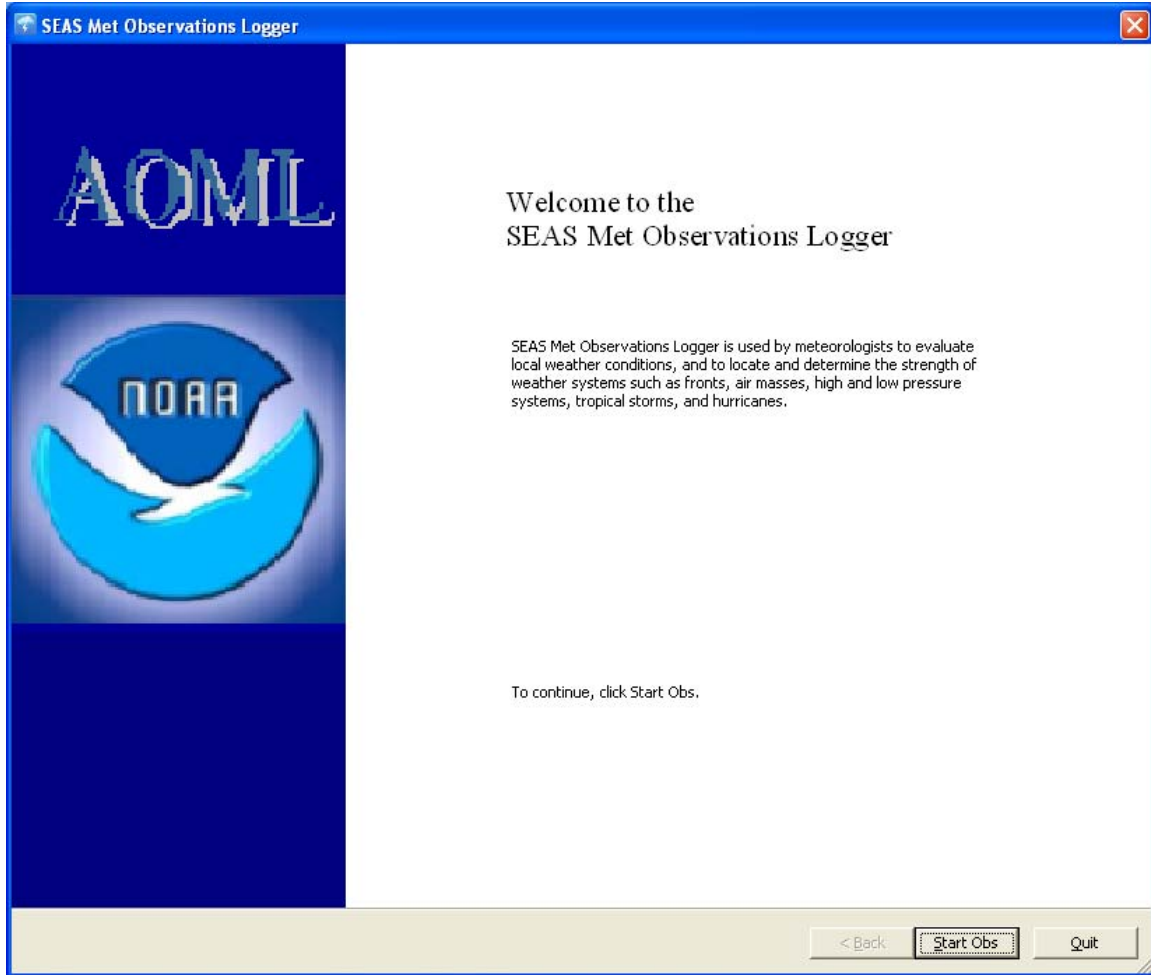 SEAS Met Observations Logger
AOML
NOAA
Welcome to the
SEAS Met Observations Logger
SEAS Met Observations Logger is used by meteorologists to evaluate
local weather conditions, and to locate and determine the strength of
weather systems such as fronts, air masses, high and low pressure
systems, tropical storms, and hurricanes.
To continue, click Start Obs.
< Back
Start Obs
Quit